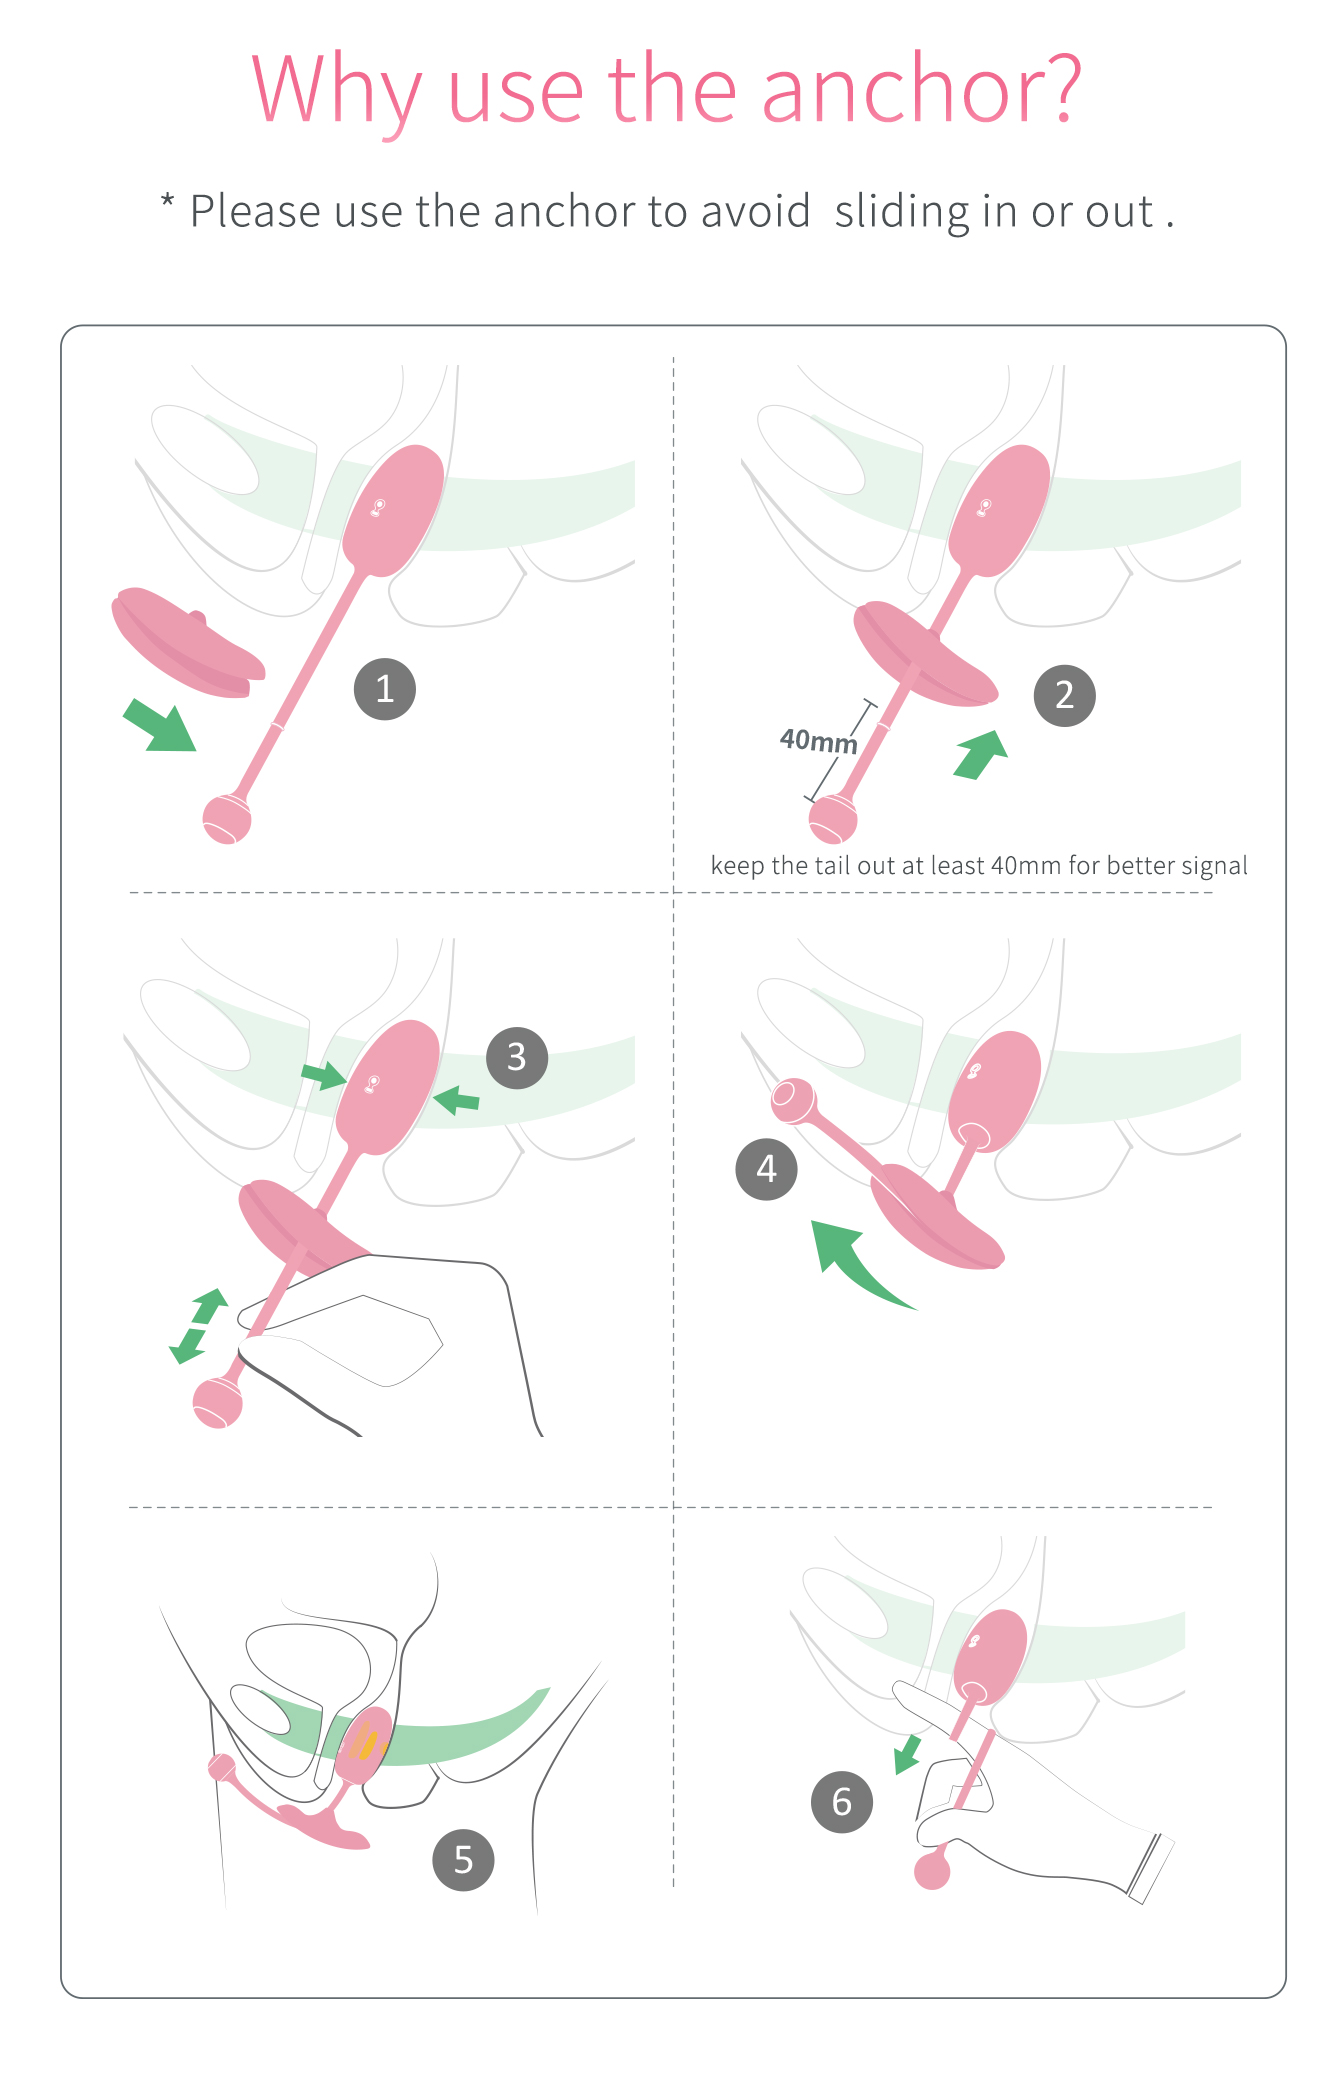 Why use the anchor?
* Please use the anchor to avoid  sliding in or out .
1
2
40mm
keep the tail out at least 40mm for better signal
3
4
5
6